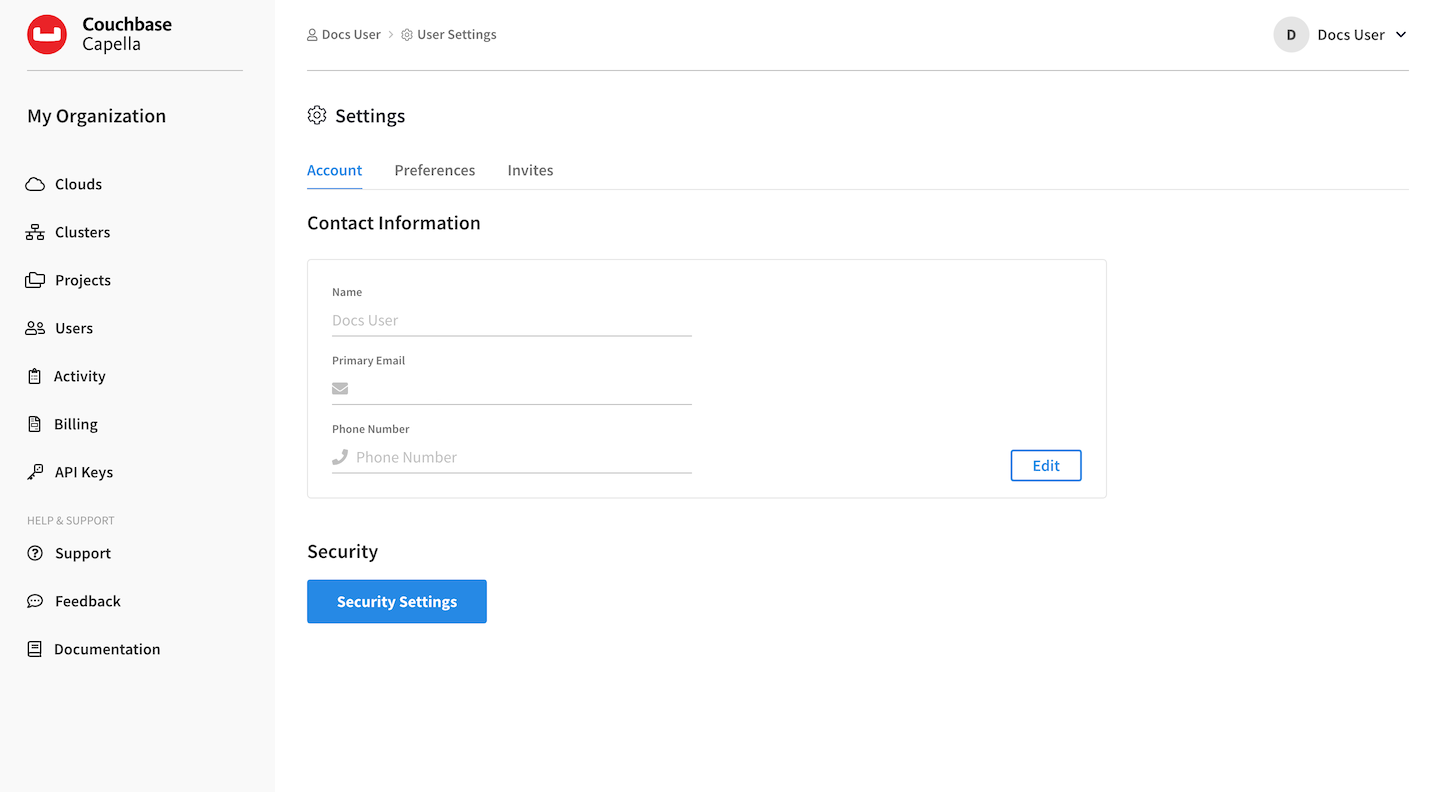 Couchbase
Capella
My Organization
Clouds
Clusters
Projects
Users
Activity
Billing
API Keys
HELP & SUPPORT
Support
Feedback
Documentation
Docs User > User Settings
D Docs User
Settings
Account Preferences Invites
Contact Information
Name
Docs User
Primary Email
Phone Number
Phone Number
Edit
Security
Security Settings